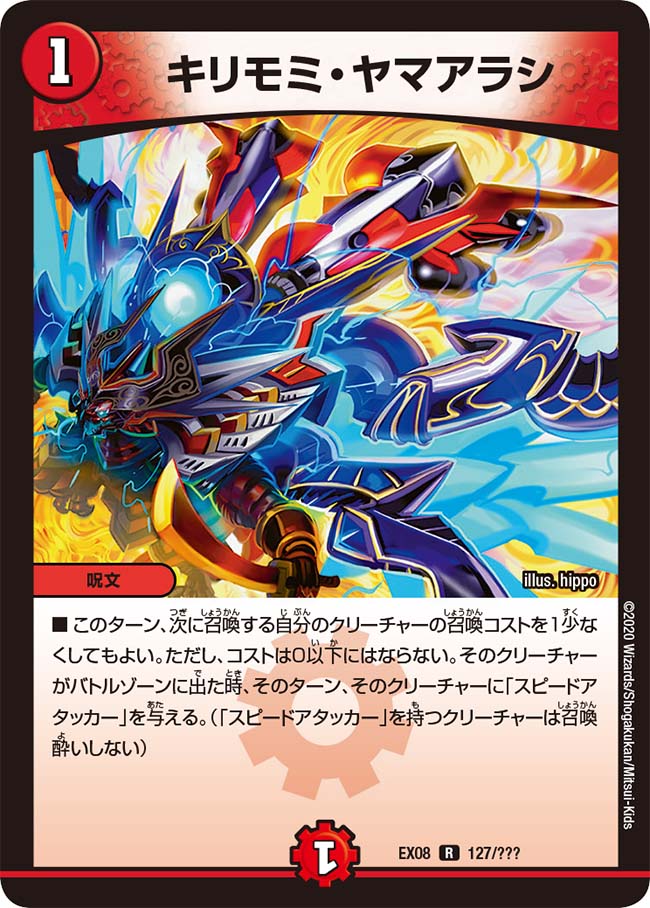 1
キリモミ・ヤマアラシ
呪文
illus. hippo
■このターン、次に召喚する自分のクリーチャーの召喚コストを1少な
くしてもよい。ただし、コストは0以下にはならない。そのクリーチャー
がバトルゾーンに出た時、そのターン、そのクリーチャーに「スピードア
タッカー」を与える。(「スピードアタッカー」を持つクリーチャーは召喚
酔いしない)
©2020 Wizards/Shogakukan/Mitsui-Kids
1
EX08 R 127/???